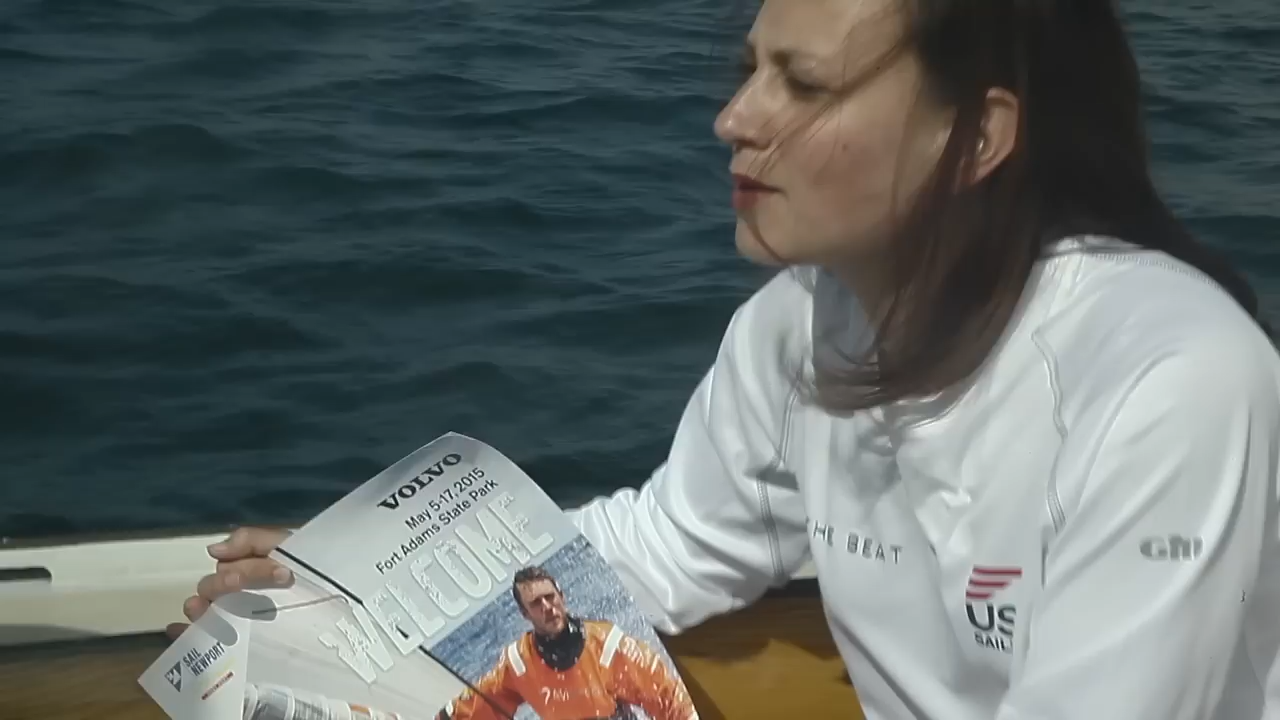 VOLVO
May 5-17, 2015
Fort Adams State Park
WELCOME
SAIL
NEWPORT
HE BEAT
US
SAIL
Gill